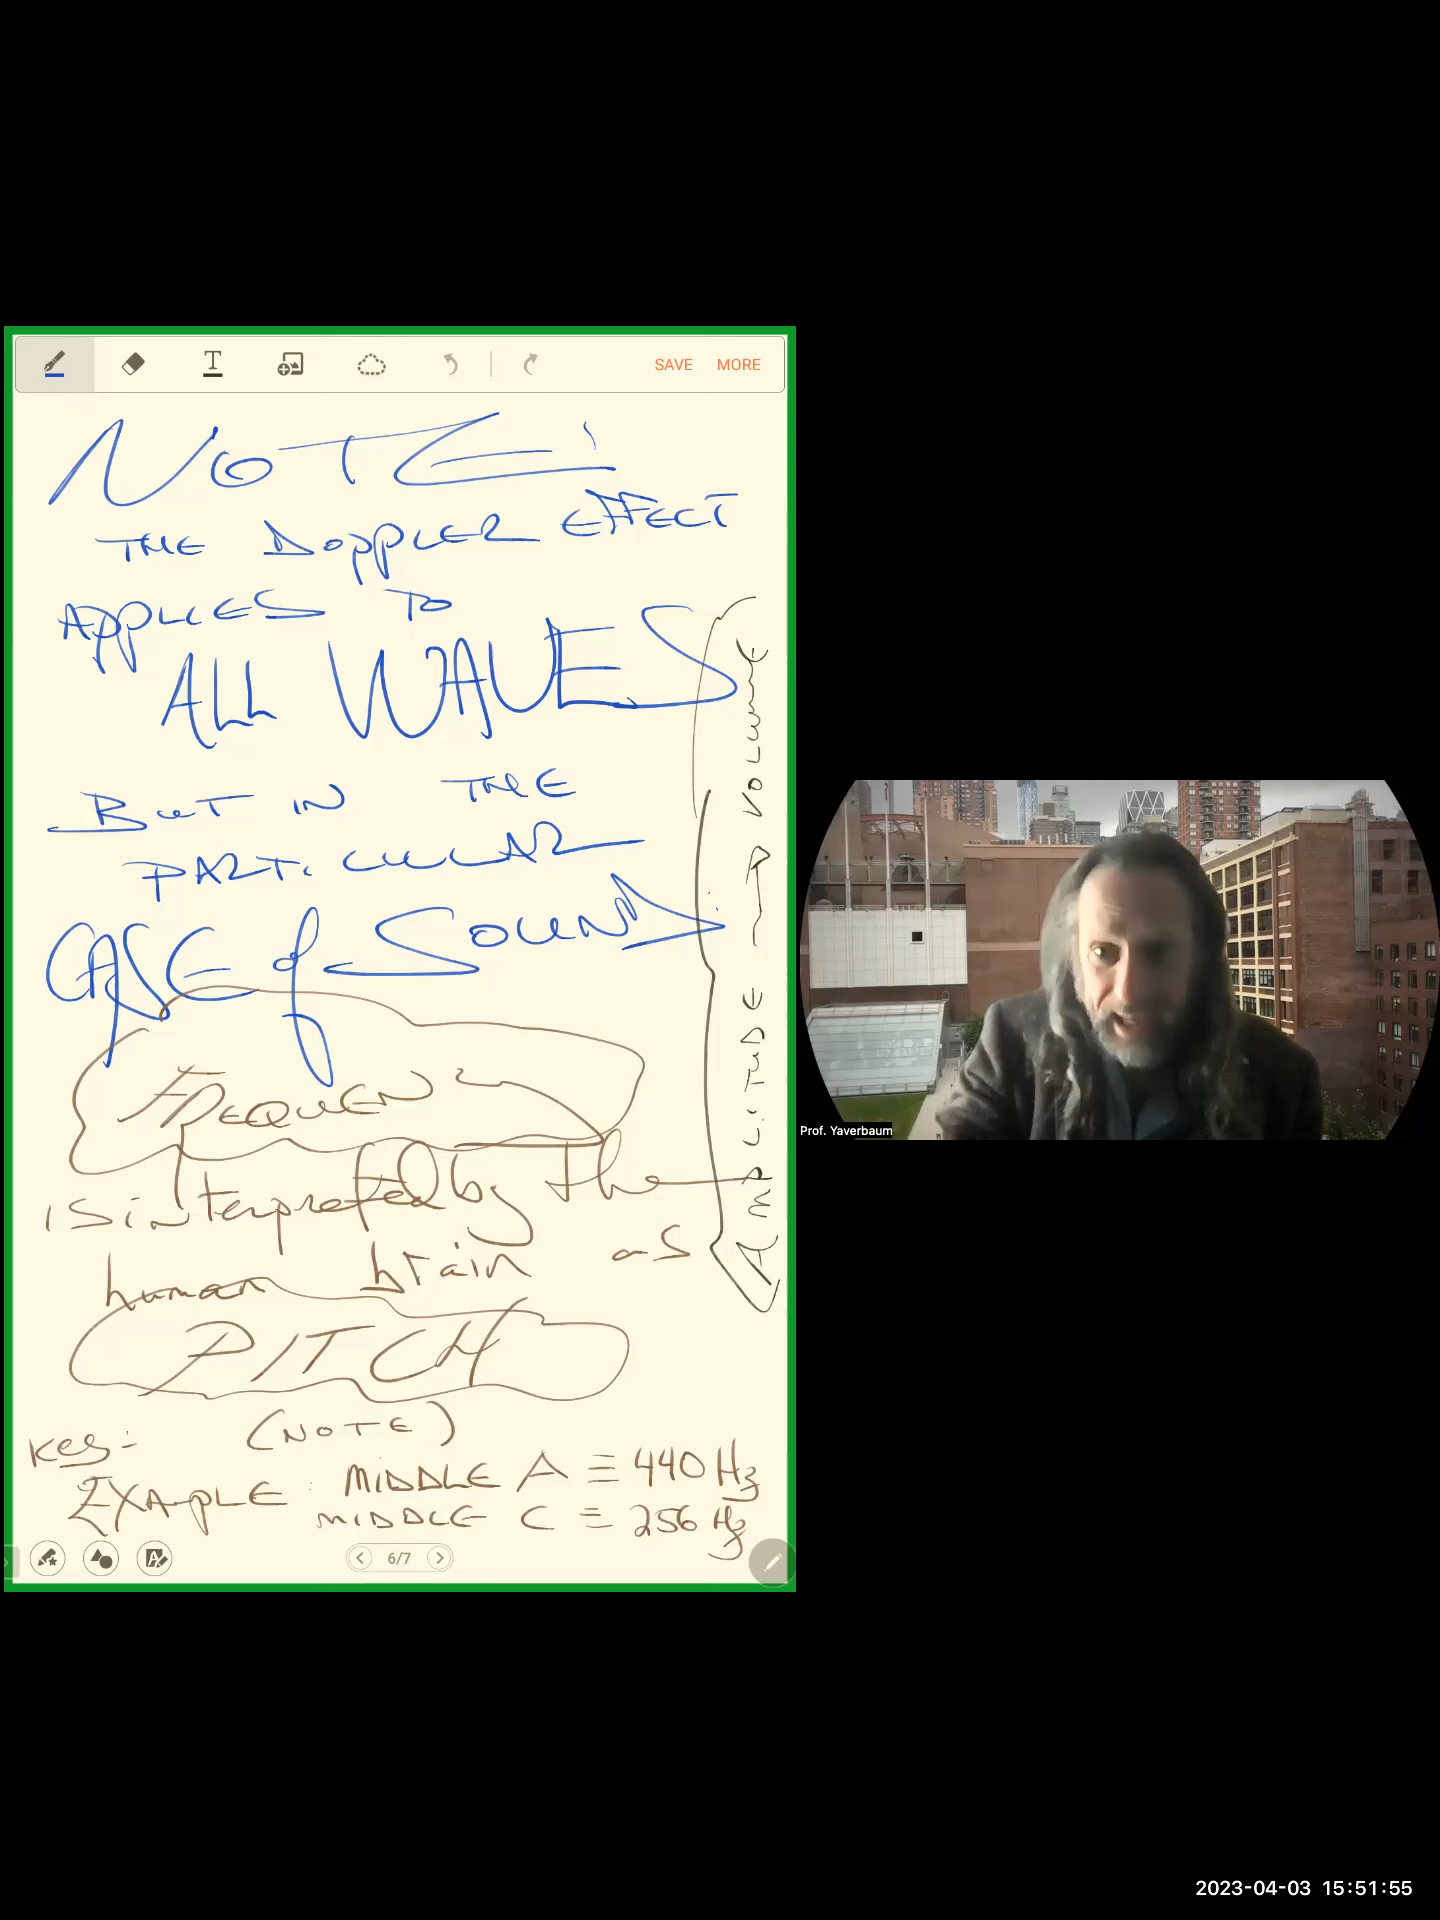 SAVE MORE
NOTE:
THE DOPPLER EFFECT
APPLIES TO
ALL WAVES
BUT IN THE
PARTICULAR
CASE of SOUND
FREQUENCY
is interpreted by the
human brain as
PITCH
(NOTE)
Key:
EXAMPLE: MIDDLE A ≡ 440 Hz
MIDDLE C ≡ 256 Hz
AMPLITUDE → VOLUME
6/7
Prof. Yaverbaum
2023-04-03 15:51:55